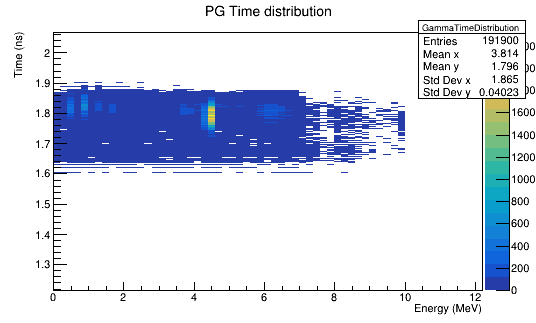 PG Time distribution
GammaTimeDistribution
Entries 191900
Mean x 3.814
Mean y 1.796
Std Dev x 1.865
Std Dev y 0.04023
Time (ns)
2
1.9
1.8
1.7
1.6
1.5
1.4
1.3
0 2 4 6 8 10 12
Energy (MeV)
1600
1400
1200
1000
800
600
400
200
0